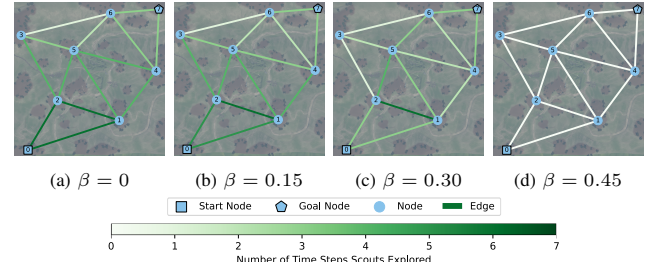 6 7 6 7 6 7 6 7
3 5 3 5 3 5 3 5
4 4 4 4
2 2 2 2
1 1 1 1
0 0 0 0
(a) β = 0 (b) β = 0.15 (c) β = 0.30 (d) β = 0.45
Start Node Goal Node Node Edge
0 1 2 3 4 5 6 7
Number of Time Steps Scouts Explored